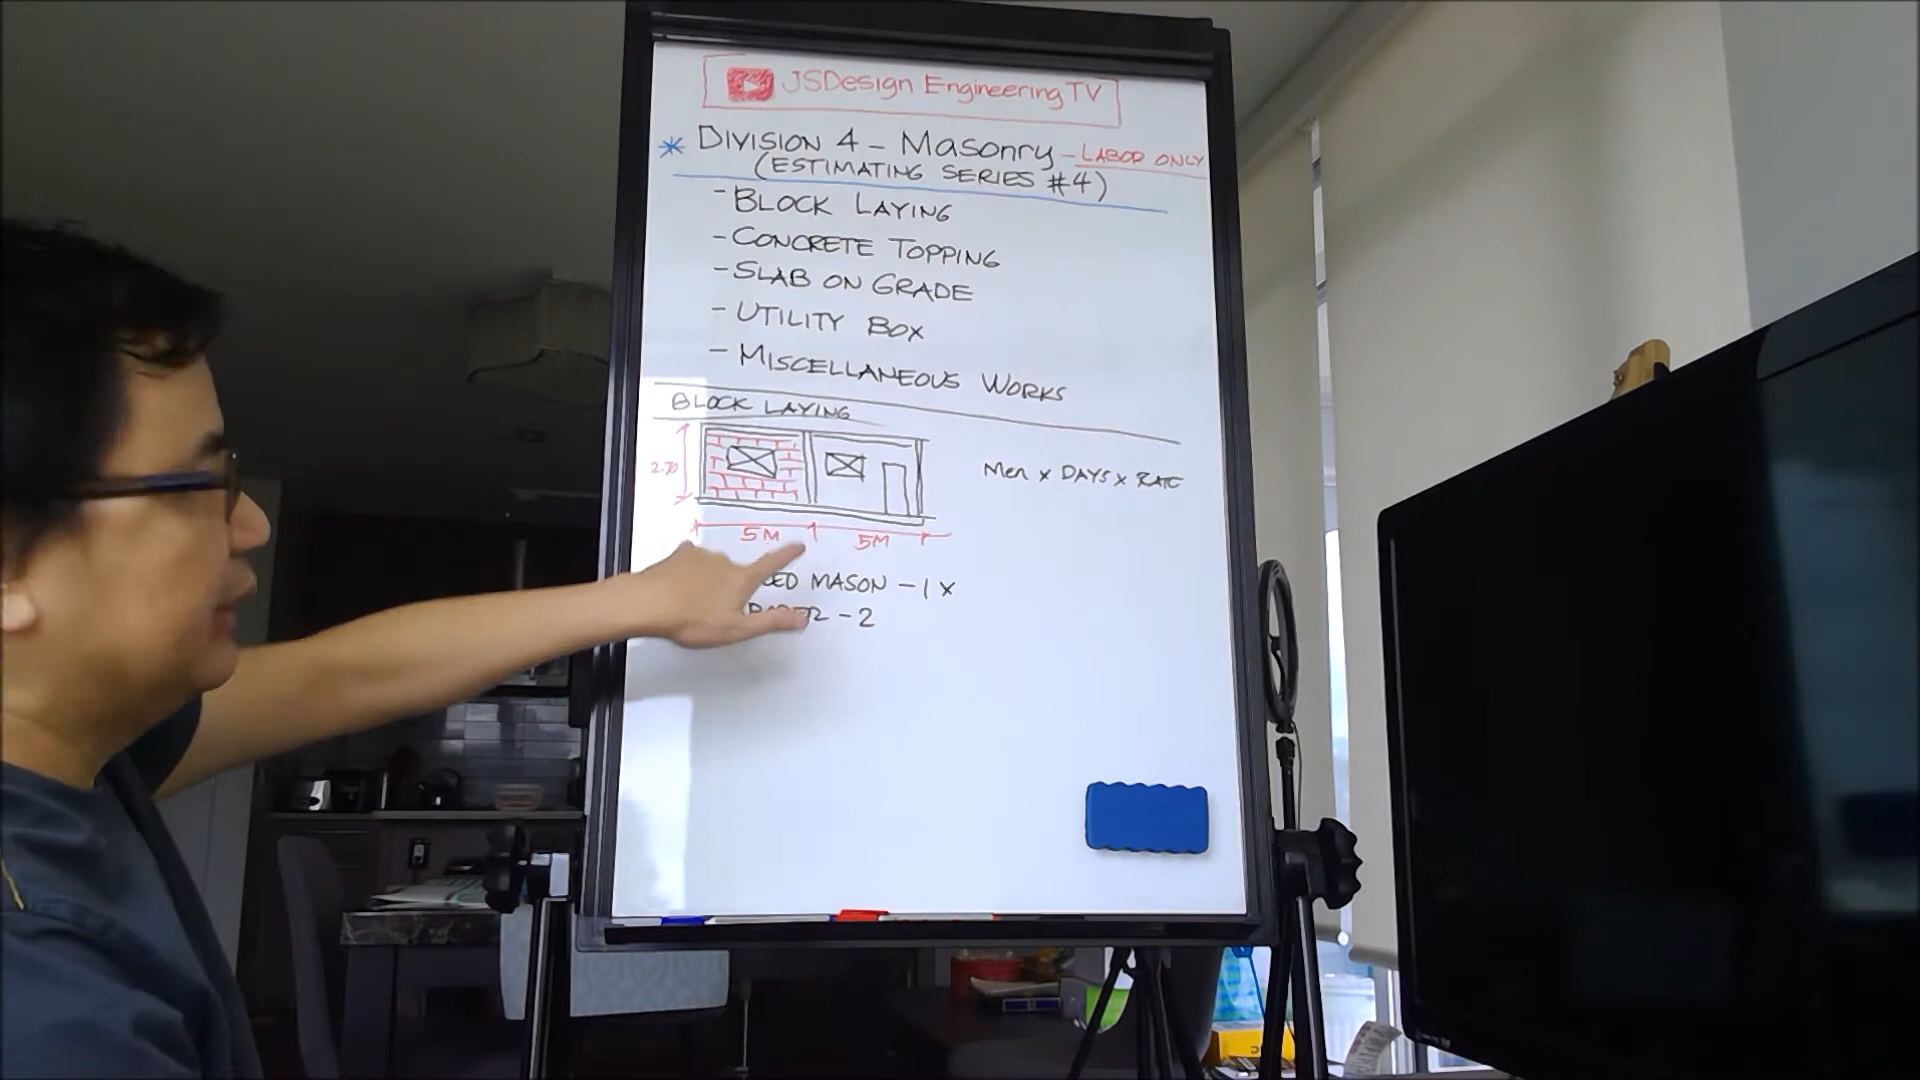 JSDesign Engineering TV
* DIVISION 4 - Masonry - LABOR ONLY
(ESTIMATING SERIES #4)
- BLOCK LAYING
- CONCRETE TOPPING
- SLAB ON GRADE
- UTILITY BOX
- MISCELLANEOUS WORKS
BLOCK LAYING
2.70
Men x DAYS x RATE
5M 5M
MASON - 1 x
- 2